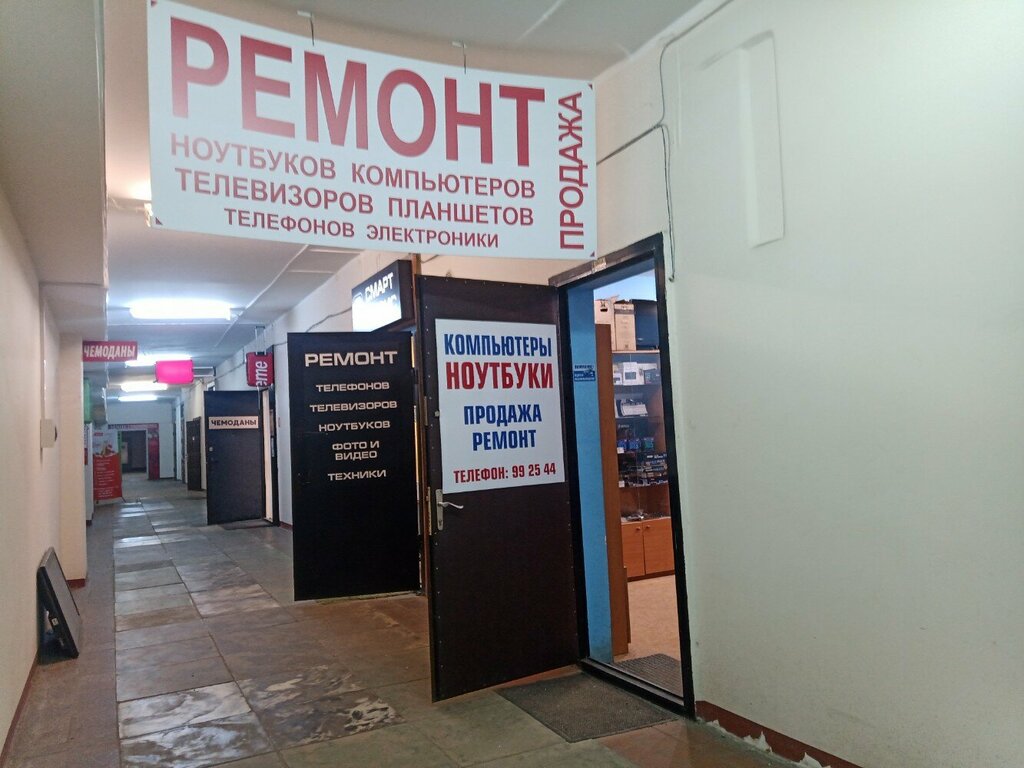 РЕМОНТ
НОУТБУКОВ КОМПЬЮТЕРОВ
ТЕЛЕВИЗОРОВ ПЛАНШЕТОВ
ТЕЛЕФОНОВ ЭЛЕКТРОНИКИ
ПРОДАЖА
СМАРТ
КОМПЬЮТЕРЫ
НОУТБУКИ
ПРОДАЖА
РЕМОНТ
ТЕЛЕФОН: 99 25 44
РЕМОНТ
ТЕЛЕФОНОВ
ТЕЛЕВИЗОРОВ
НОУТБУКОВ
ФОТО И
ВИДЕО
ТЕХНИКИ
ЧЕМОДАНЫ
ЧЕМОДАНЫ